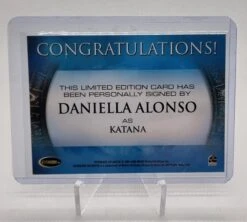 CONGRATULATIONS!
THIS LIMITED EDITION CARD HAS
BEEN PERSONALLY SIGNED BY
DANIELLA ALONSO
AS
KATANA